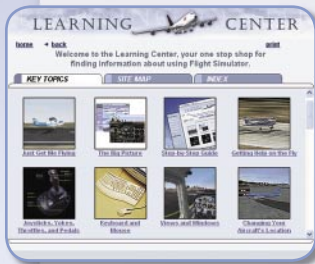 LEARNING CENTER
home back print
Welcome to the Learning Center, your one stop shop for
finding information about using Flight Simulator.
KEY TOPICS SITE MAP INDEX
Just Get Me Flying The Big Picture Step-by-Step Guide Getting Help on the Fly
Joysticks, Yokes, Keyboard and Views and Windows Changing Your
Throttles, and Pedals Mouse Aircraft's Location